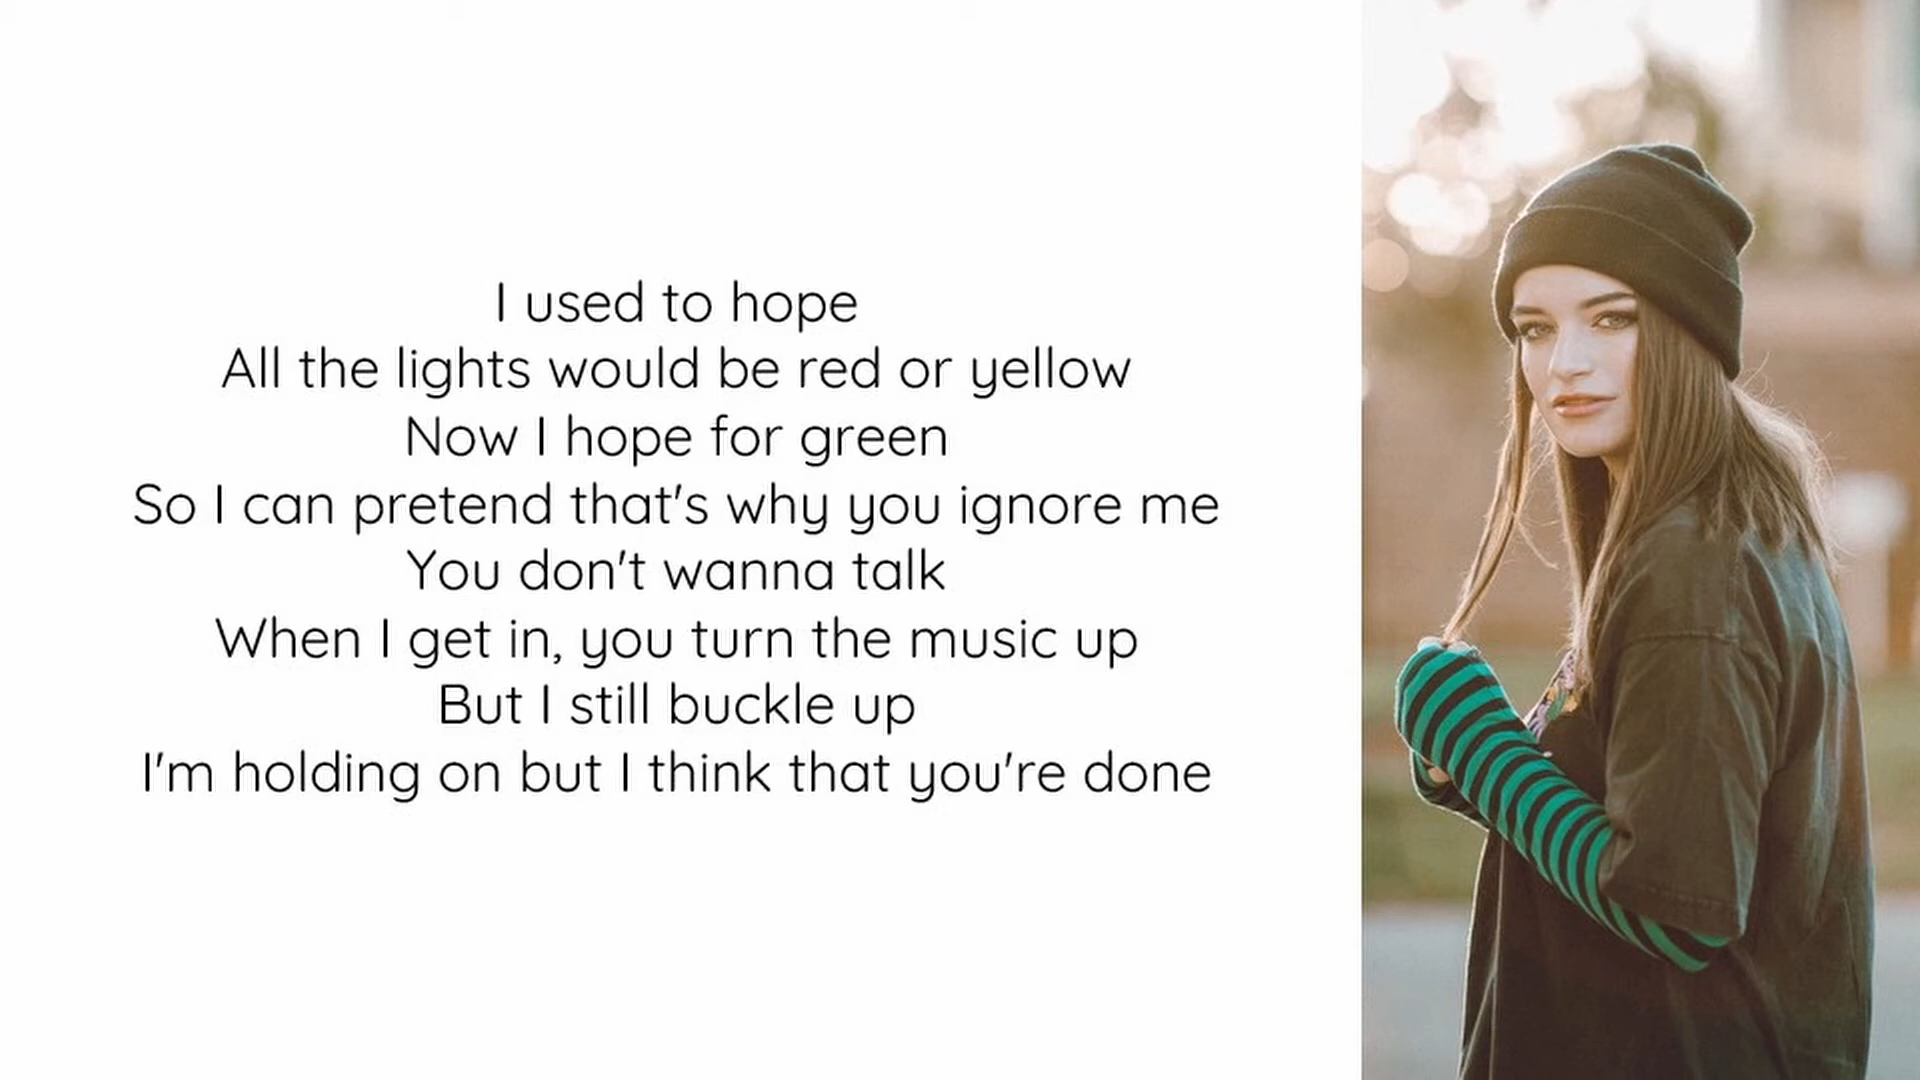 I used to hope
All the lights would be red or yellow
Now I hope for green
So I can pretend that's why you ignore me
You don't wanna talk
When I get in, you turn the music up
But I still buckle up
I'm holding on but I think that you're done